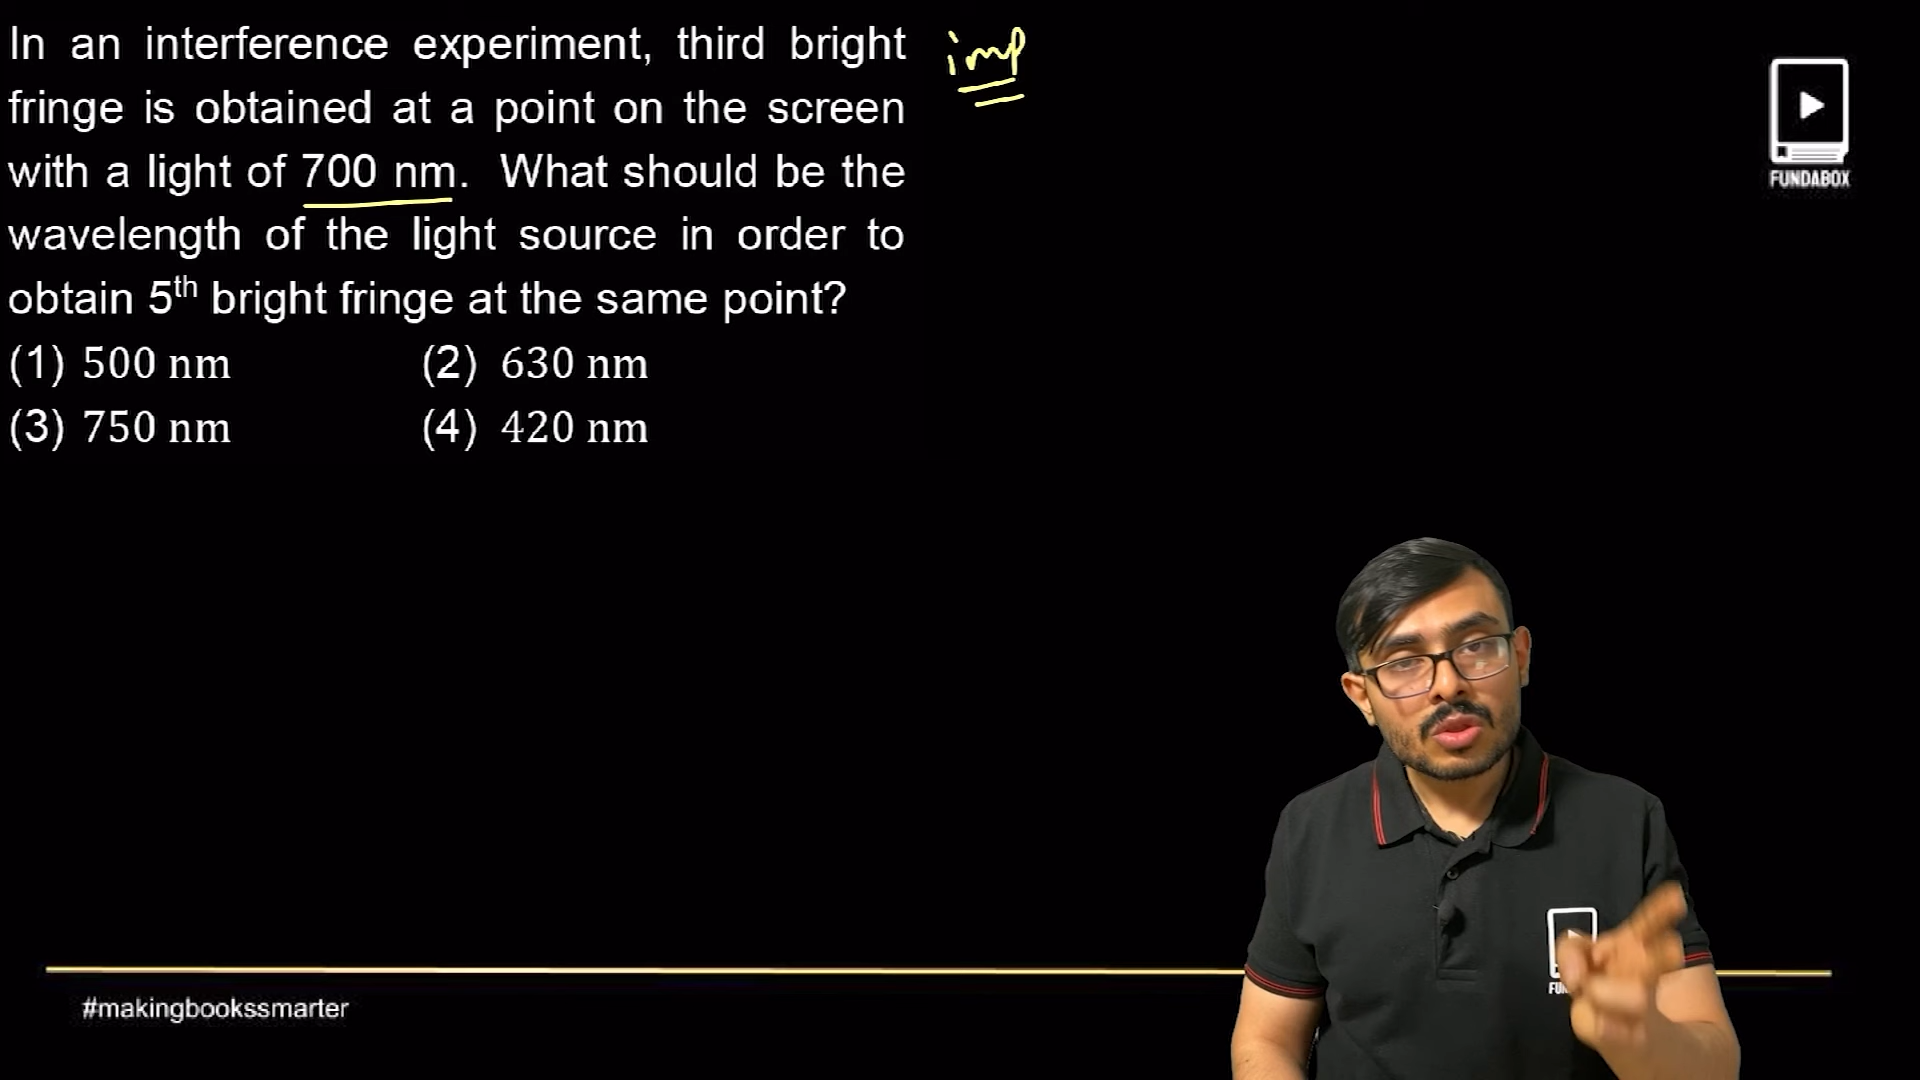 In an interference experiment, third bright
fringe is obtained at a point on the screen
with a light of 700 nm. What should be the
wavelength of the light source in order to
obtain 5th bright fringe at the same point?
(1) 500 nm (2) 630 nm
(3) 750 nm (4) 420 nm
imp
FUNDABOX
#makingbookssmarter